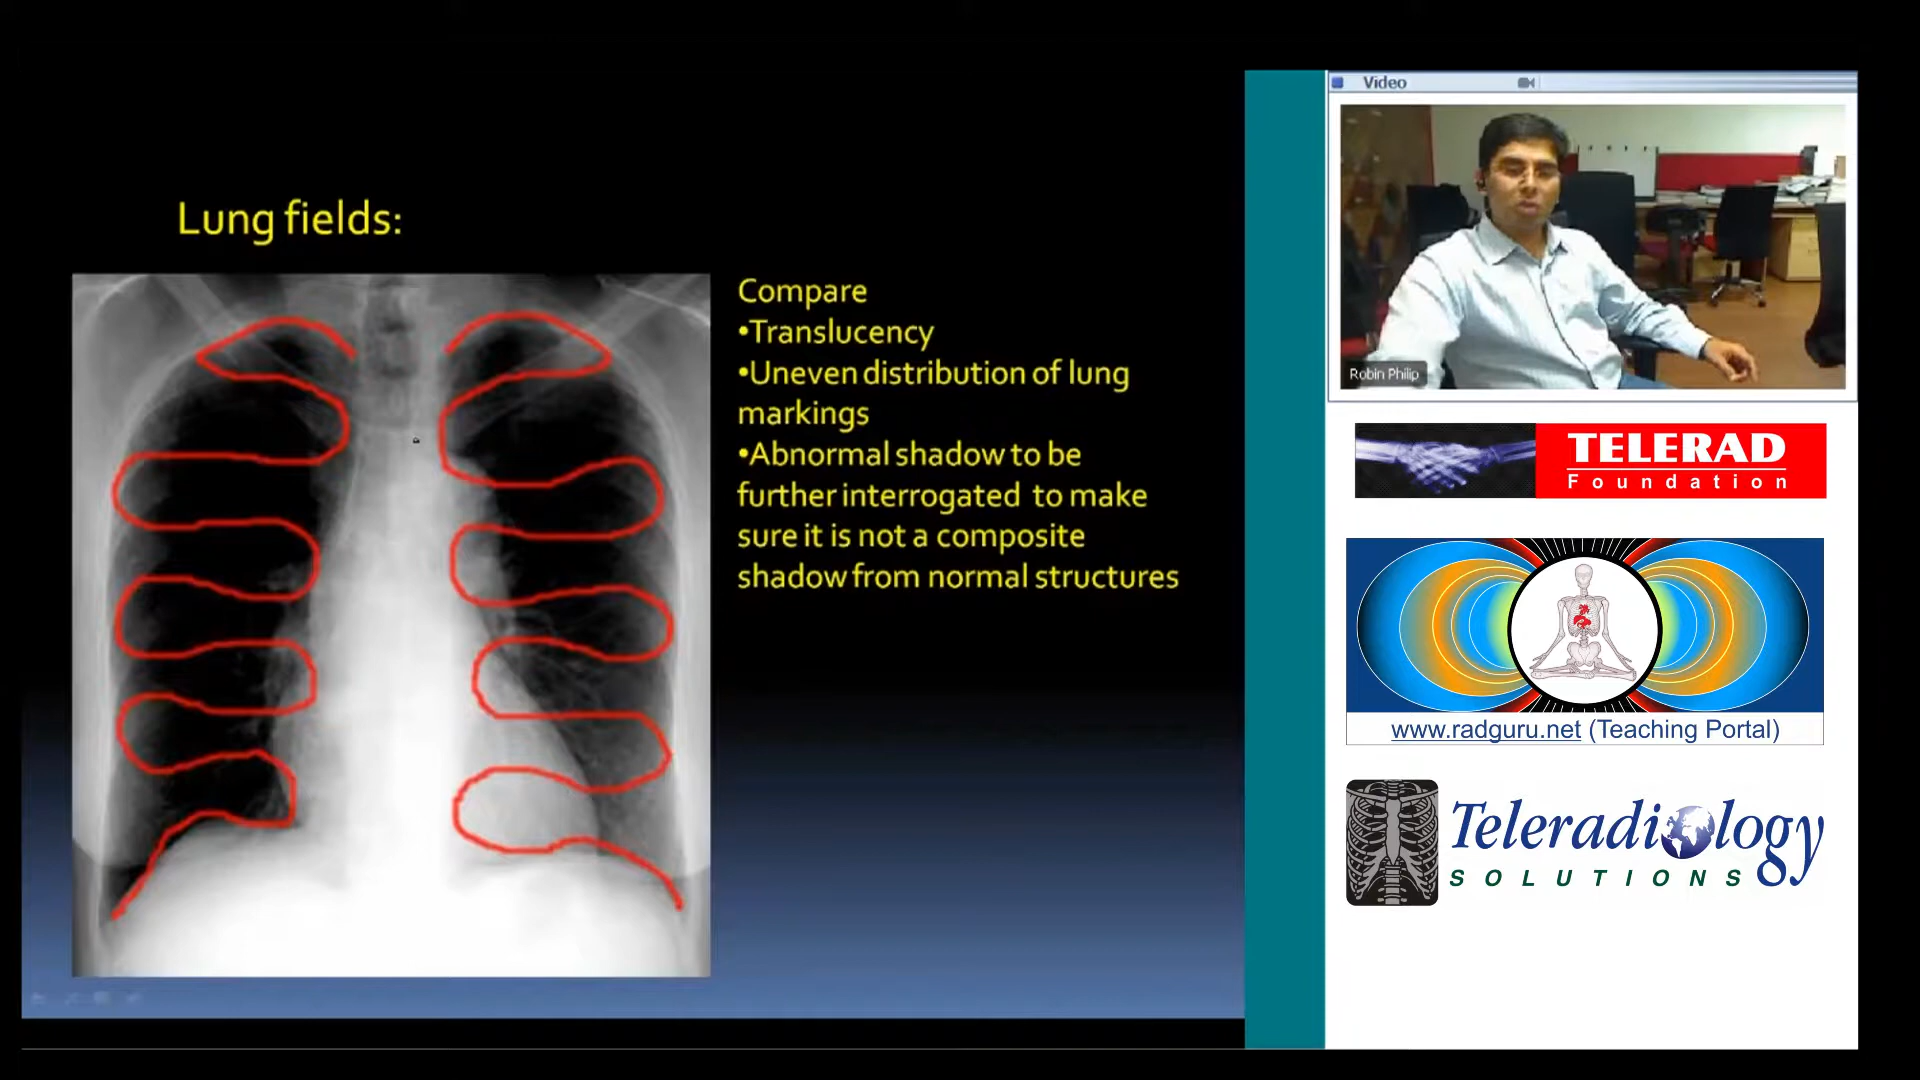 Lung fields:
Compare
•Translucency
•Uneven distribution of lung
markings
•Abnormal shadow to be
further interrogated to make
sure it is not a composite
shadow from normal structures
Video
Robin Philip
TELERAD
Foundation
www.radguru.net (Teaching Portal)
Teleradiology
SOLUTIONS